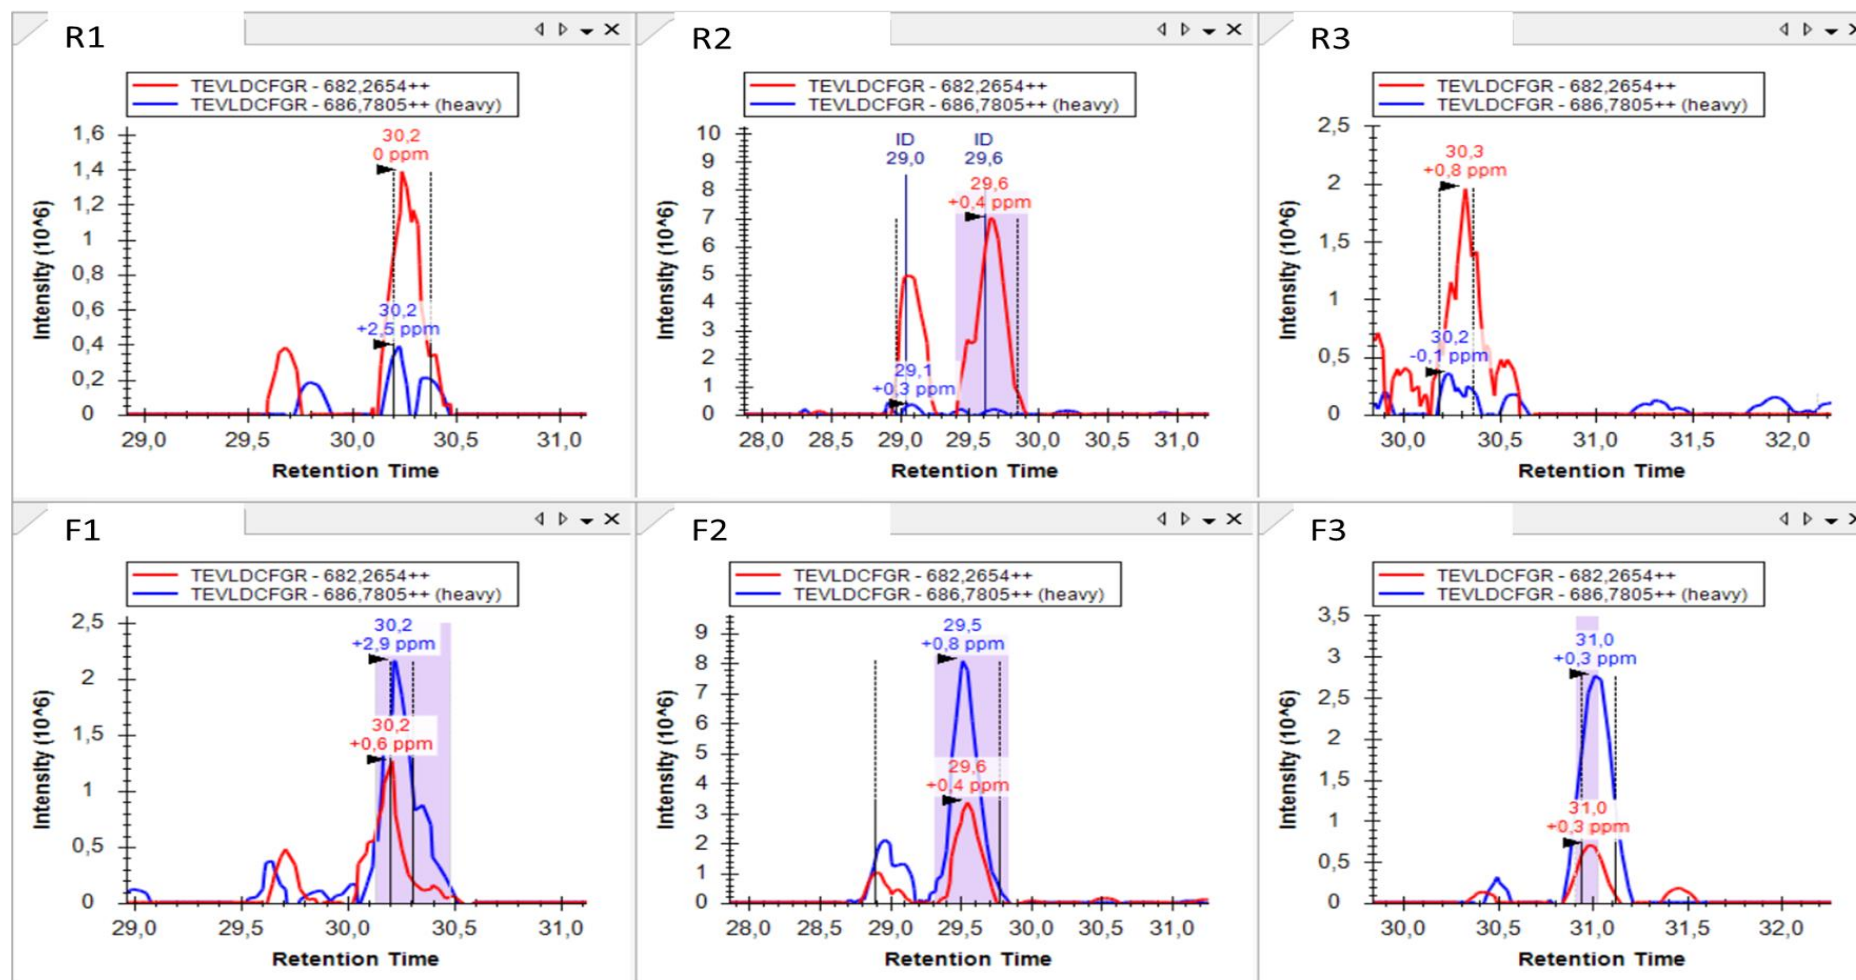 R1
TEVLDCFGR - 682,2654++
TEVLDCFGR - 686,7805++ (heavy)
Intensity (10^6)
1,6
1,4
1,2
1
0,8
0,6
0,4
0,2
0
30,2
0 ppm
30,2
+2,5 ppm
29,0
29,5
30,0
30,5
31,0
Retention Time
R2
TEVLDCFGR - 682,2654++
TEVLDCFGR - 686,7805++ (heavy)
Intensity (10^6)
10
9
8
7
6
5
4
3
2
1
0
ID
29,0
ID
29,6
29,6
+0,4 ppm
29,1
+0,3 ppm
28,0
28,5
29,0
29,5
30,0
30,5
31,0
Retention Time
R3
TEVLDCFGR - 682,2654++
TEVLDCFGR - 686,7805++ (heavy)
Intensity (10^6)
2,5
2
1,5
1
0,5
0
30,3
+0,8 ppm
30,2
-0,1 ppm
30,0
30,5
31,0
31,5
32,0
Retention Time
F1
TEVLDCFGR - 682,2654++
TEVLDCFGR - 686,7805++ (heavy)
Intensity (10^6)
2,5
2
1,5
1
0,5
0
30,2
+2,9 ppm
30,2
+0,6 ppm
29,0
29,5
30,0
30,5
31,0
Retention Time
F2
TEVLDCFGR - 682,2654++
TEVLDCFGR - 686,7805++ (heavy)
Intensity (10^6)
9
8
7
6
5
4
3
2
1
0
29,5
+0,8 ppm
29,6
+0,4 ppm
28,0
28,5
29,0
29,5
30,0
30,5
31,0
Retention Time
F3
TEVLDCFGR - 682,2654++
TEVLDCFGR - 686,7805++ (heavy)
Intensity (10^6)
3,5
3
2,5
2
1,5
1
0,5
0
31,0
+0,3 ppm
31,0
+0,3 ppm
30,0
30,5
31,0
31,5
32,0
Retention Time